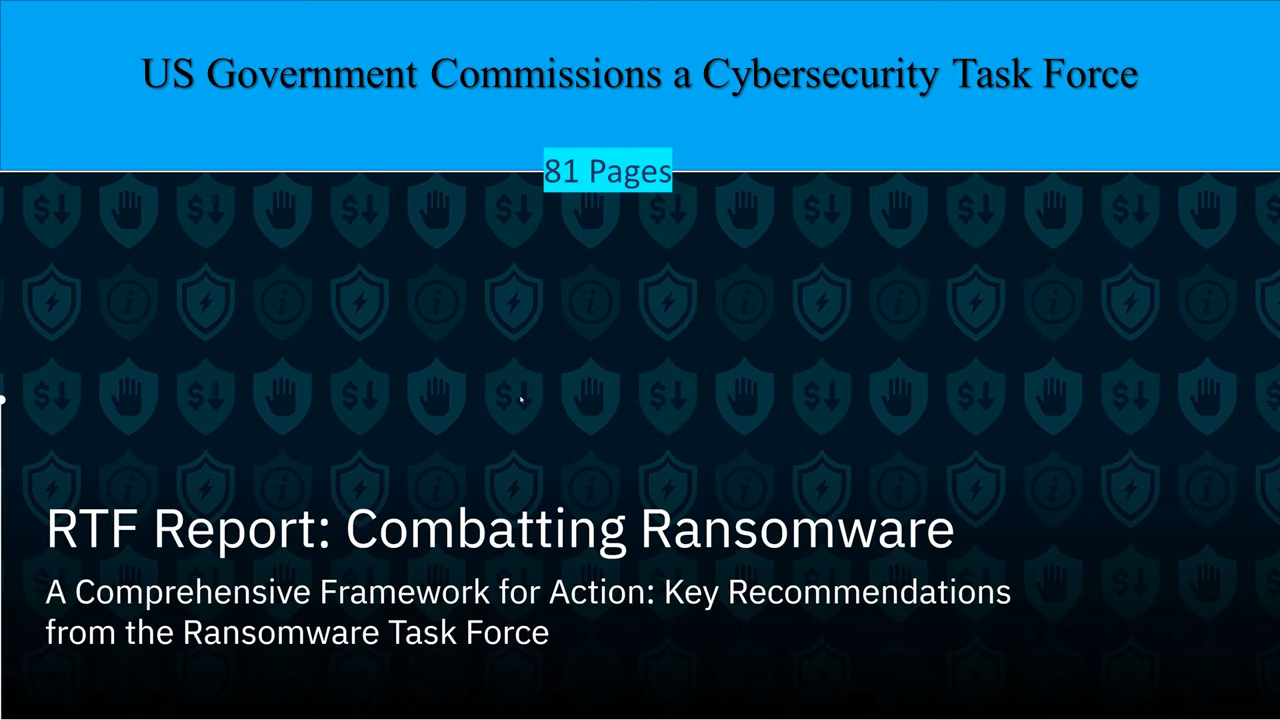 US Government Commissions a Cybersecurity Task Force
81 Pages
RTF Report: Combatting Ransomware
A Comprehensive Framework for Action: Key Recommendations
from the Ransomware Task Force